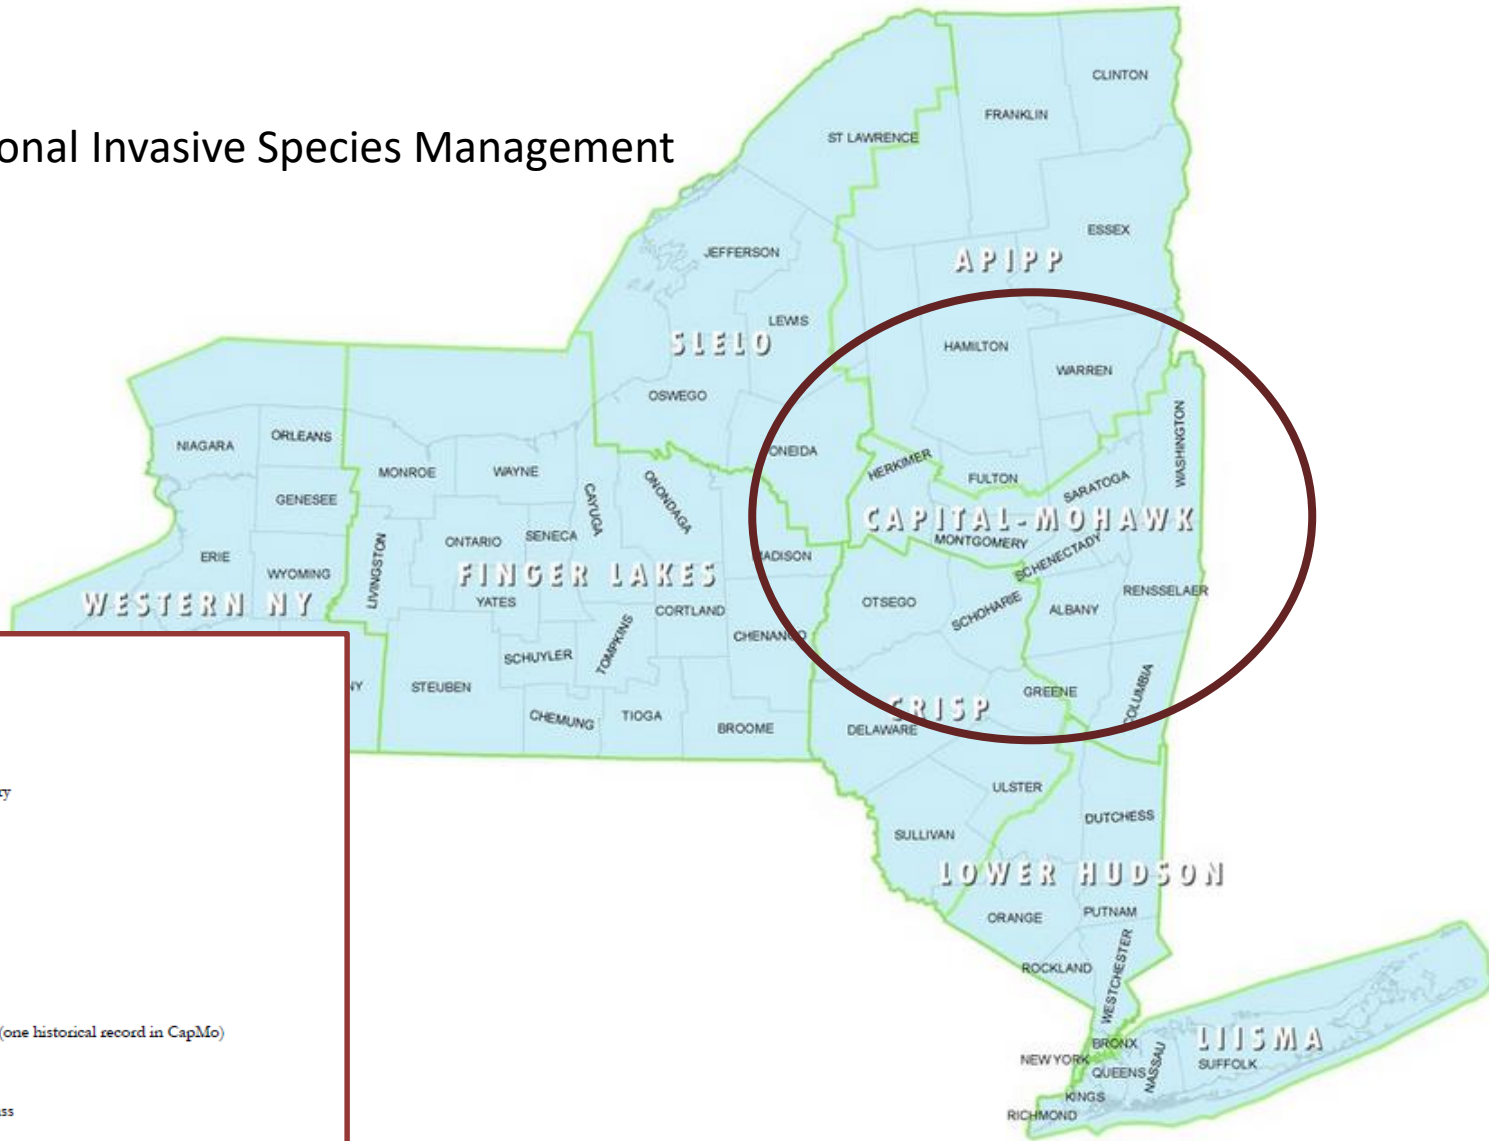 onal Invasive Species Management
CLINTON
FRANKLIN
ST LAWRENCE
ESSEX
JEFFERSON
APIPP
LEWIS
SLELO
HAMILTON
WARREN
OSWEGO
WASHINGTON
NIAGARA
ORLEANS
ONEIDA
HERKIMER
MONROE
WAYNE
FULTON
SARATOGA
GENESEE
CAYUGA
ONONDAGA
CAPITAL-MOHAWK
ONTARIO
SENECA
MONTGOMERY
SCHENECTADY
ERIE
WYOMING
LIVINGSTON
MADISON
FINGER LAKES
RENSSELAER
WESTERN NY
YATES
CORTLAND
OTSEGO
SCHOHARIE
ALBANY
CHENANGO
TOMPKINS
SCHUYLER
NY
STEUBEN
GREENE
COLUMBIA
CRISP
CHEMUNG
TIOGA
BROOME
DELAWARE
ry
ULSTER
DUTCHESS
SULLIVAN
LOWER HUDSON
ORANGE
PUTNAM
ROCKLAND
WESTCHESTER
(one historical record in CapMo)
LIISMA
BRONX
NEW YORK
QUEENS
NASSAU
SUFFOLK
KINGS
RICHMOND
ass